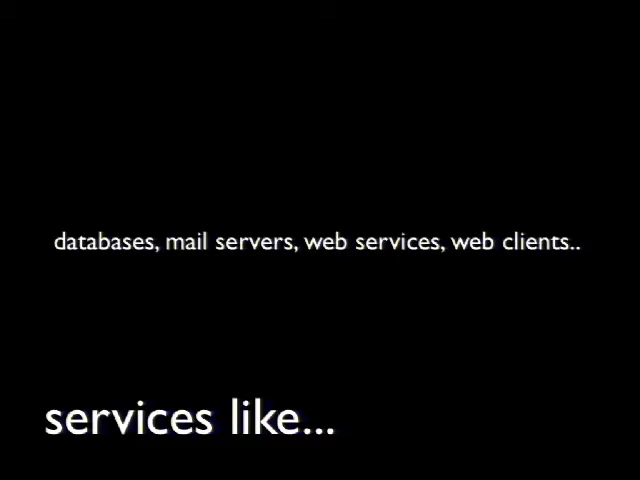 databases, mail servers, web services, web clients..
services like...